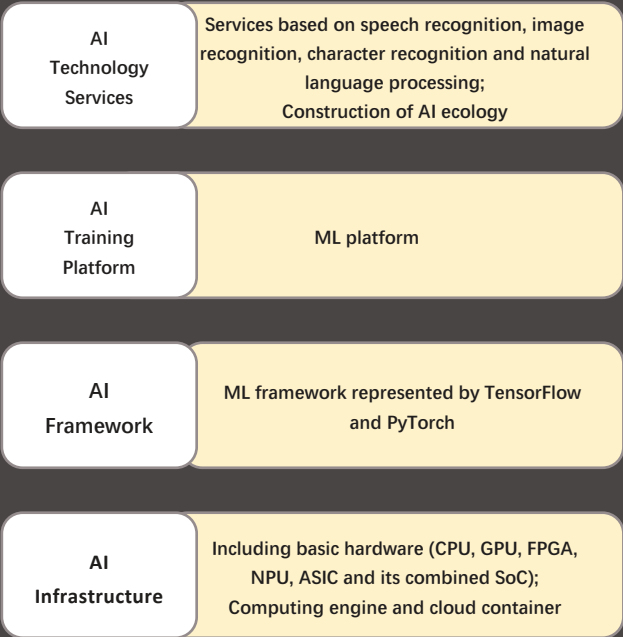 AI
Technology
Services
Services based on speech recognition, image
recognition, character recognition and natural
language processing;
Construction of AI ecology
AI
Training
Platform
ML platform
AI
Framework
ML framework represented by TensorFlow
and PyTorch
AI
Infrastructure
Including basic hardware (CPU, GPU, FPGA,
NPU, ASIC and its combined SoC);
Computing engine and cloud container